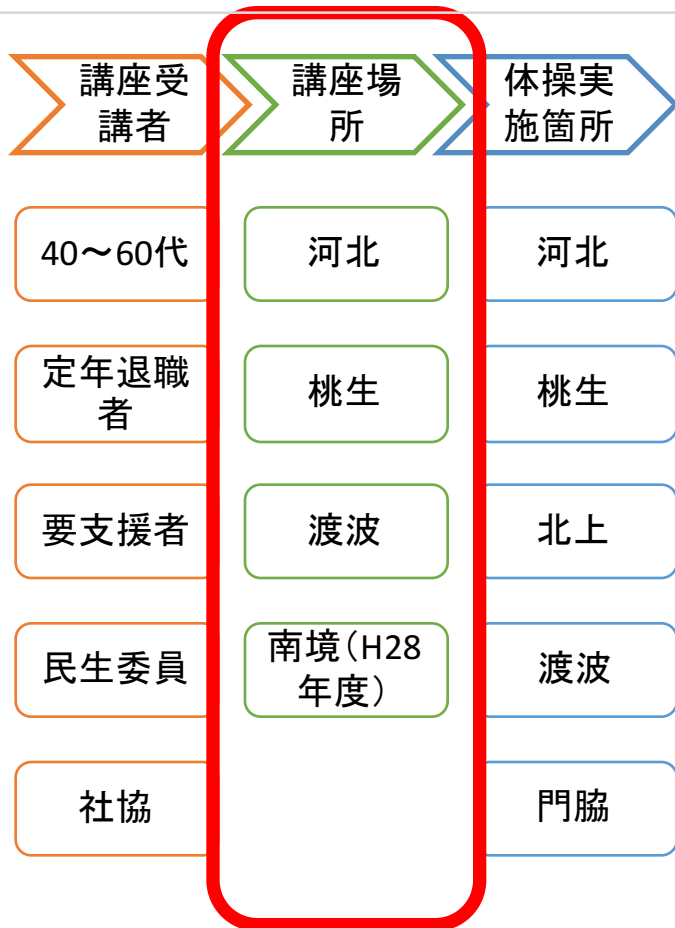 講座受
講者
講座場
所
体操実
施箇所
40～60代
河北
河北
定年退職
者
桃生
桃生
要支援者
渡波
北上
民生委員
南境（H28
年度）
渡波
社協
門脇